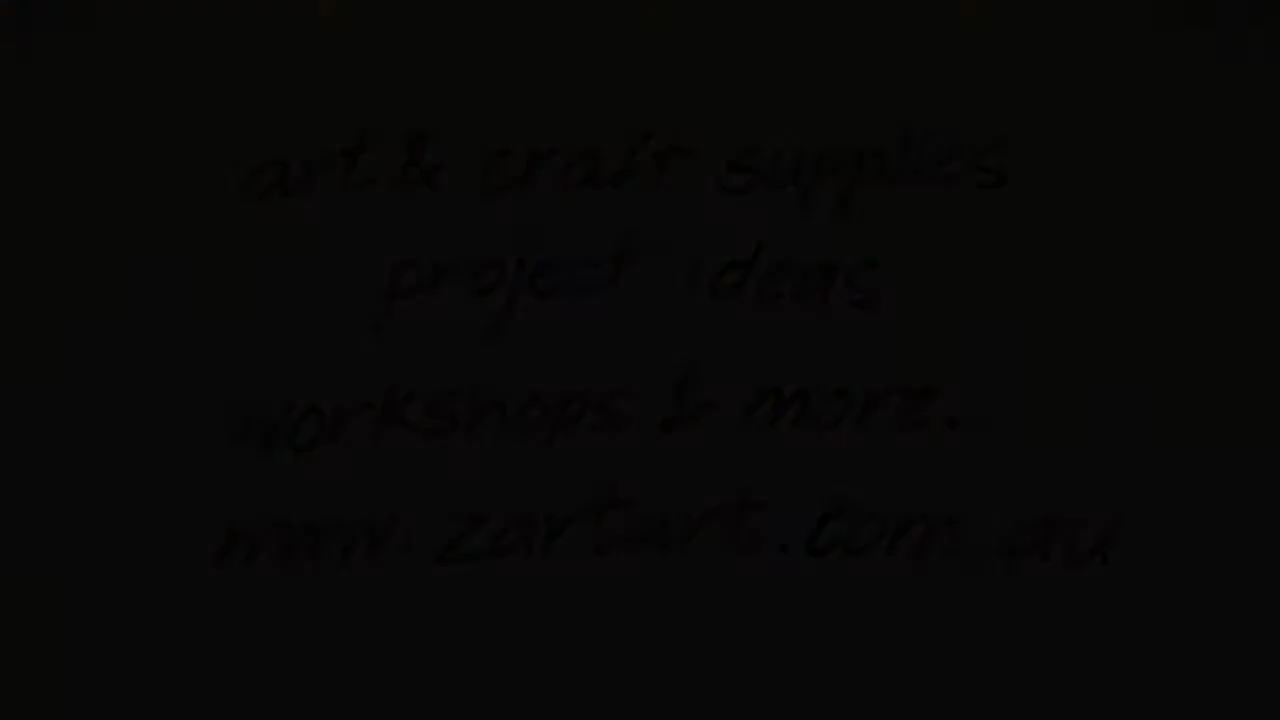 art & craft supplies
project ideas
workshops & more.
www.zartart.com.au